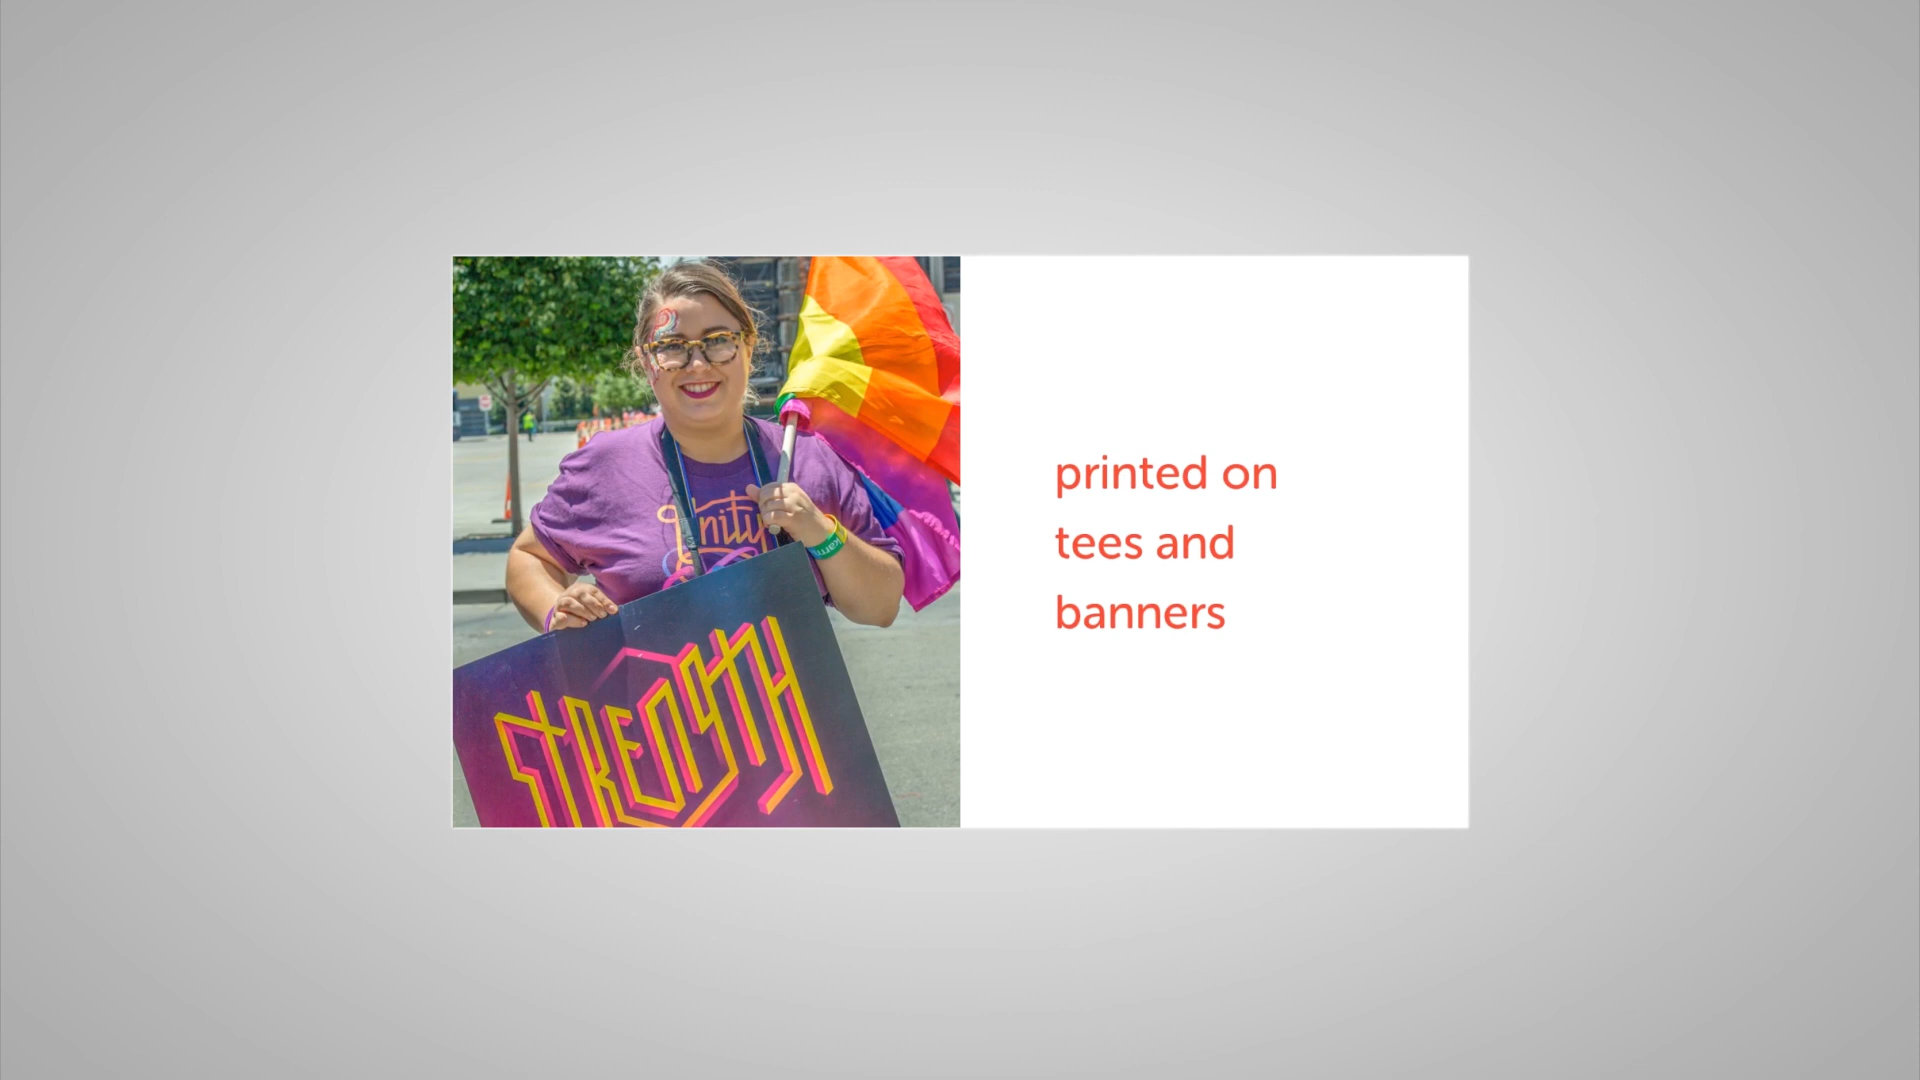 Unity
STRENGTH
printed on
tees and
banners